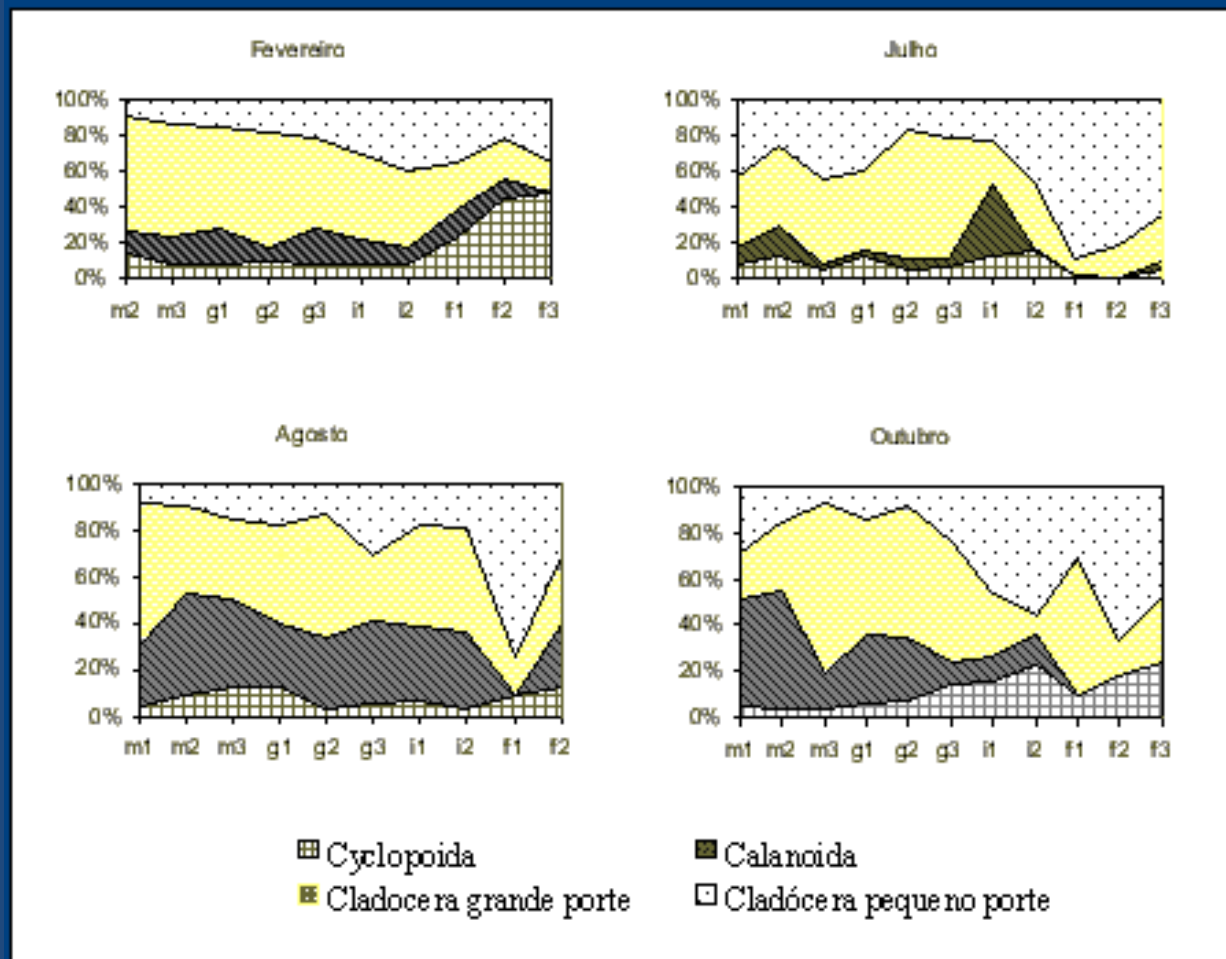 Fevereiro
100%
80%
60%
40%
20%
0%
m2 m3 g1 g2 g3 i1 i2 f1 f2 f3
Julho
100%
80%
60%
40%
20%
0%
m1 m2 m3 g1 g2 g3 i1 i2 f1 f2 f3
Agosto
100%
80%
60%
40%
20%
0%
m1 m2 m3 g1 g2 g3 i1 i2 f1 f2
Outubro
100%
80%
60%
40%
20%
0%
m1 m2 m3 g1 g2 g3 i1 i2 f1 f2 f3
Cyclopoida
Calanoida
Cladocera grande porte
Cladócera pequeno porte